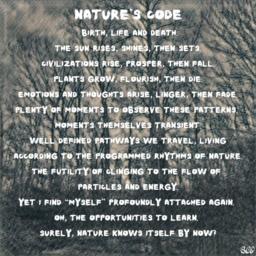 NATURE'S CODE
BIRTH, LIFE AND DEATH
THE SUN RISES, SHINES, THEN SETS.
CIVILIZATIONS RISE, PROSPER, THEN FALL.
PLANTS GROW, FLOURISH, THEN DIE.
EMOTIONS AND THOUGHTS ARISE, LINGER, THEN FADE.
PLENTY OF MOMENTS TO OBSERVE THESE PATTERNS,
MOMENTS THEMSELVES TRANSIENT.
WELL DEFINED PATHWAYS WE TRAVEL, LIVING
ACCORDING TO THE PROGRAMMED RHYTHMS OF NATURE.
THE FUTILITY OF CLINGING TO THE FLOW OF
PARTICLES AND ENERGY.
YET I FIND "MYSELF" PROFOUNDLY ATTACHED AGAIN.
OH, THE OPPORTUNITIES TO LEARN.
SURELY, NATURE KNOWS ITSELF BY NOW?